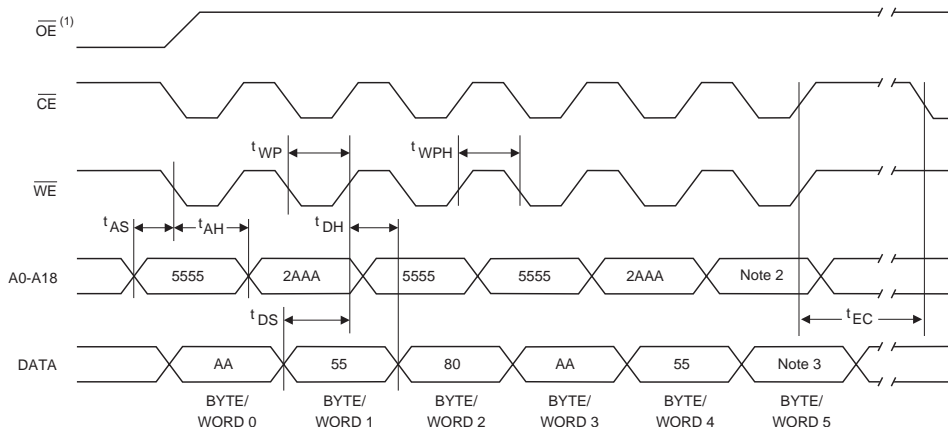 OE (1)
CE
t WP
t WPH
WE
t AS
t AH
t DH
A0-A18
5555
2AAA
5555
5555
2AAA
Note 2
t DS
t EC
DATA
AA
55
80
AA
55
Note 3
BYTE/
WORD 0
BYTE/
WORD 1
BYTE/
WORD 2
BYTE/
WORD 3
BYTE/
WORD 4
BYTE/
WORD 5